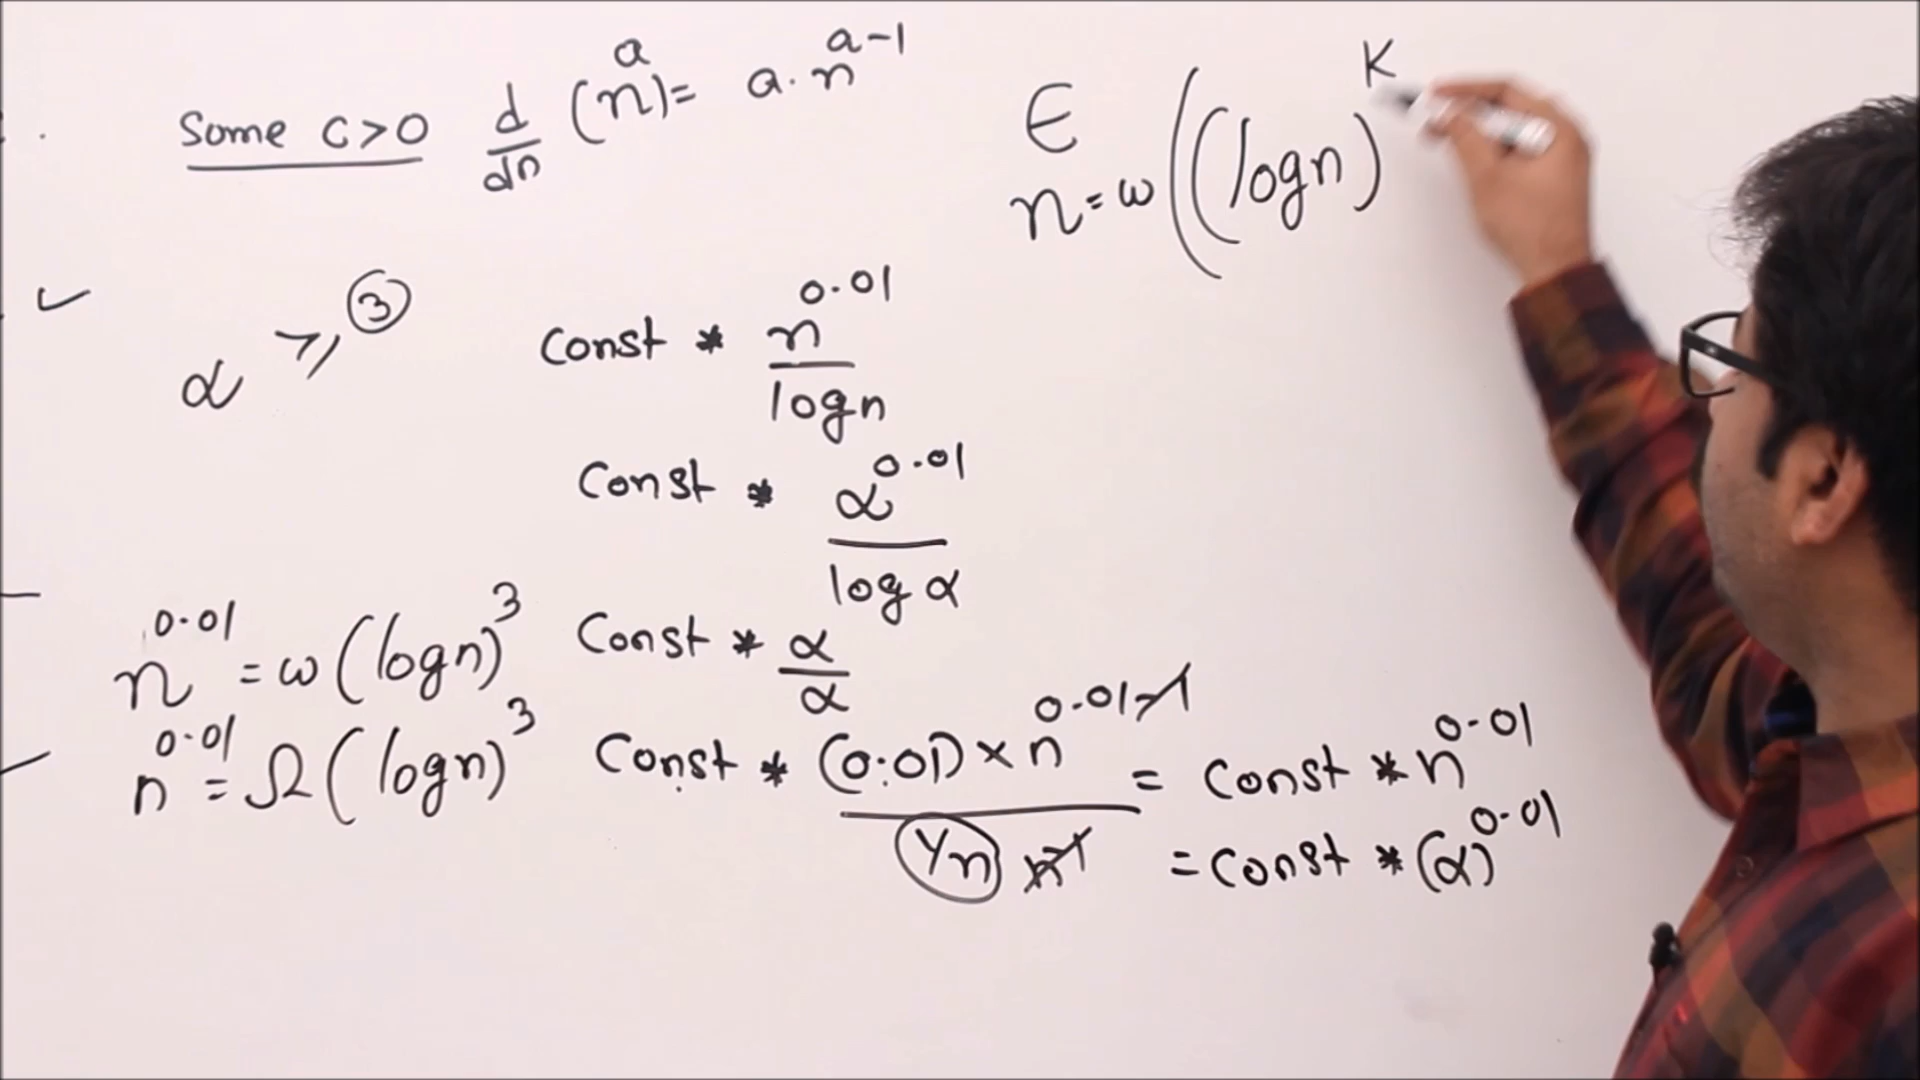 Some c>0 d/dn (n)^a = a.n^(a-1)
∈
n = ω((logn)^K
α ≥ 3
Const * n^0.01 / logn
Const * α^0.01 / log α
n^0.01 = ω(logn)^3
Const * α/α
n^0.01 = Ω(logn)^3
Const * (0.01) × n^(0.01-1) / (1/n) n^-1 = Const * n^0.01
= Const * (α)^0.01